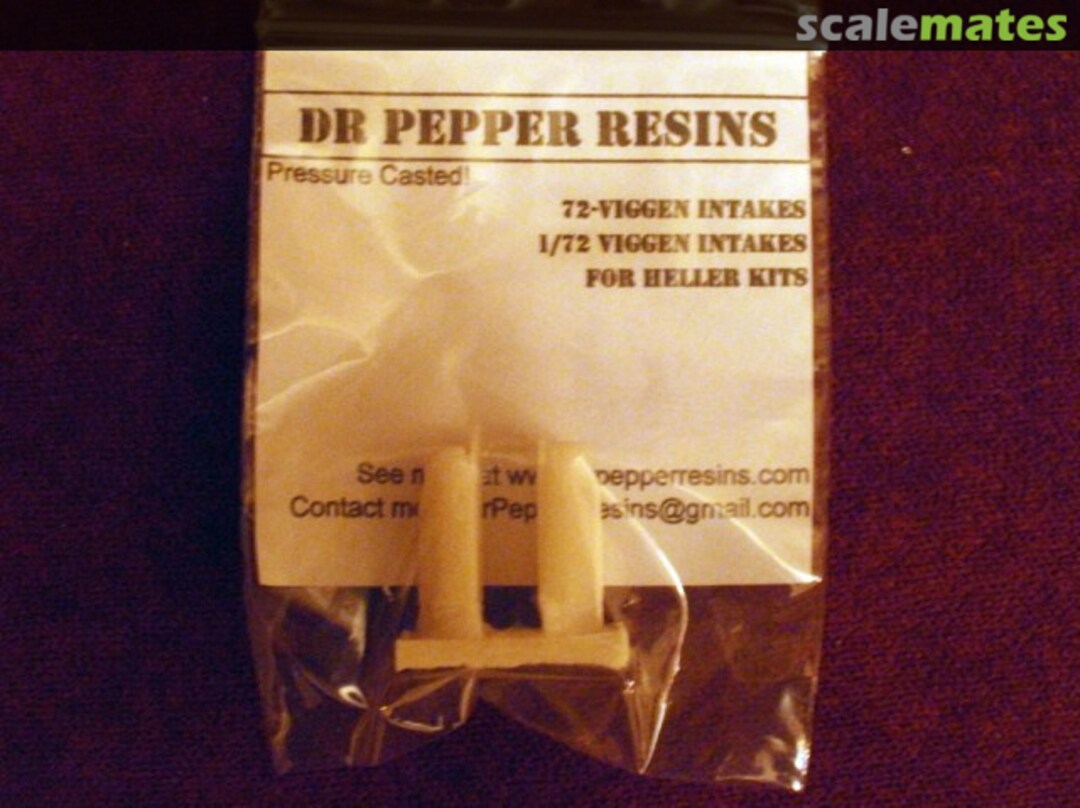 scalemates
DR PEPPER RESINS
Pressure Casted!
72-VIGGEN INTAKES
1/72 VIGGEN INTAKES
FOR HELLER KITS
See
Contact